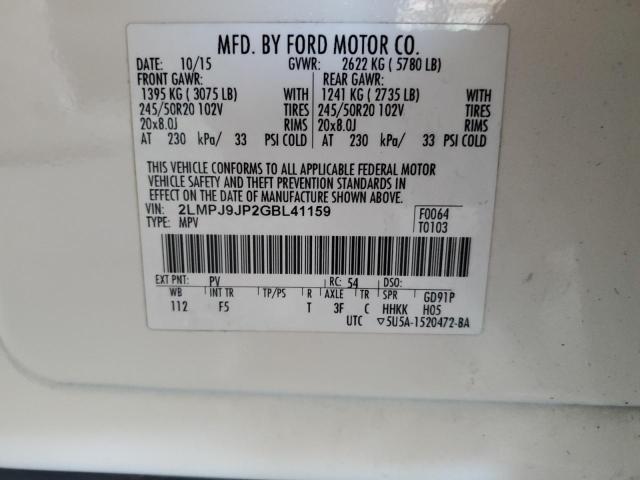 MFD. BY FORD MOTOR CO.
DATE: 10/15 GVWR: 2622 KG ( 5780 LB)
FRONT GAWR: REAR GAWR:
1395 KG ( 3075 LB) WITH 1241 KG ( 2735 LB) WITH
245/50R20 102V TIRES 245/50R20 102V TIRES
20x8.0J RIMS 20x8.0J RIMS
AT 230 kPa/ 33 PSI COLD AT 230 kPa/ 33 PSI COLD
THIS VEHICLE CONFORMS TO ALL APPLICABLE FEDERAL MOTOR
VEHICLE SAFETY AND THEFT PREVENTION STANDARDS IN
EFFECT ON THE DATE OF MANUFACTURE SHOWN ABOVE.
VIN: 2LMPJ9JP2GBL41159 F0064
TYPE: MPV T0103
EXT PNT: PV RC: 54 DSO:
WB INT TR TP/PS R AXLE TR SPR GD91P
112 F5 T 3F C HHKK H05
UTC ▽5U5A-1520472-BA